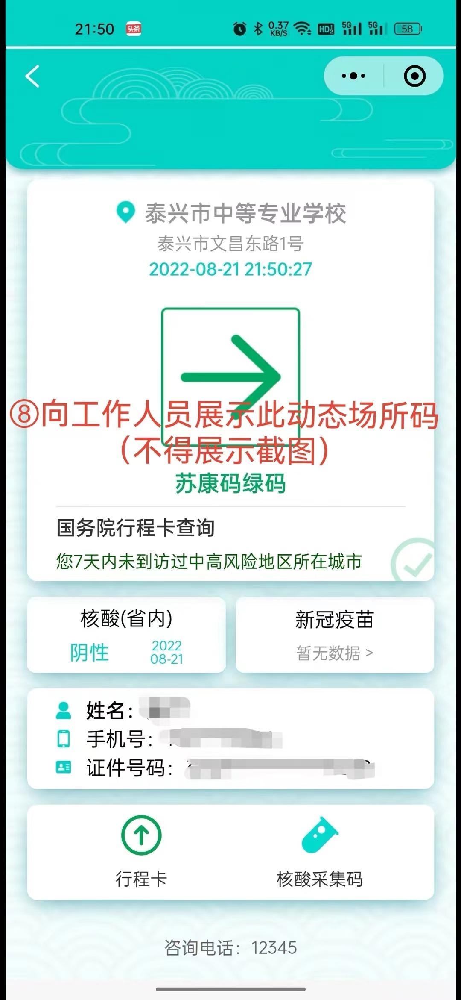 21:50 头条 0.37 KB/S HD 1 2 5G 5G 58
泰兴市中等专业学校
泰兴市文昌东路1号
2022-08-21 21:50:27
⑧向工作人员展示此动态场所码
（不得展示截图）
苏康码绿码
国务院行程卡查询
您7天内未到访过中高风险地区所在城市
核酸(省内)
阴性
2022
08-21
新冠疫苗
暂无数据 >
姓名：
手机号：
证件号码：
行程卡
核酸采集码
咨询电话：12345